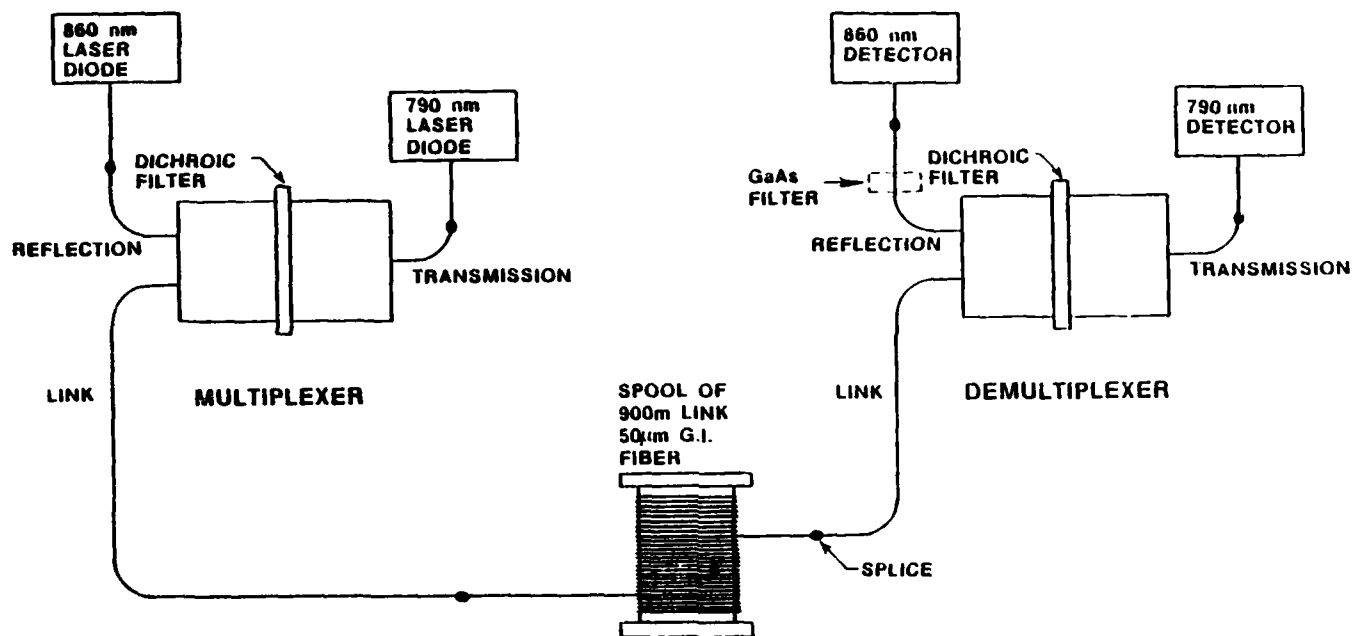 860 nm
LASER
DIODE
790 nm
LASER
DIODE
DICHROIC
FILTER
REFLECTION
TRANSMISSION
LINK
MULTIPLEXER
SPOOL OF
900m LINK
50µm G.I.
FIBER
SPLICE
860 nm
DETECTOR
790 nm
DETECTOR
GaAs
FILTER
DICHROIC
FILTER
REFLECTION
TRANSMISSION
LINK
DEMULTIPLEXER